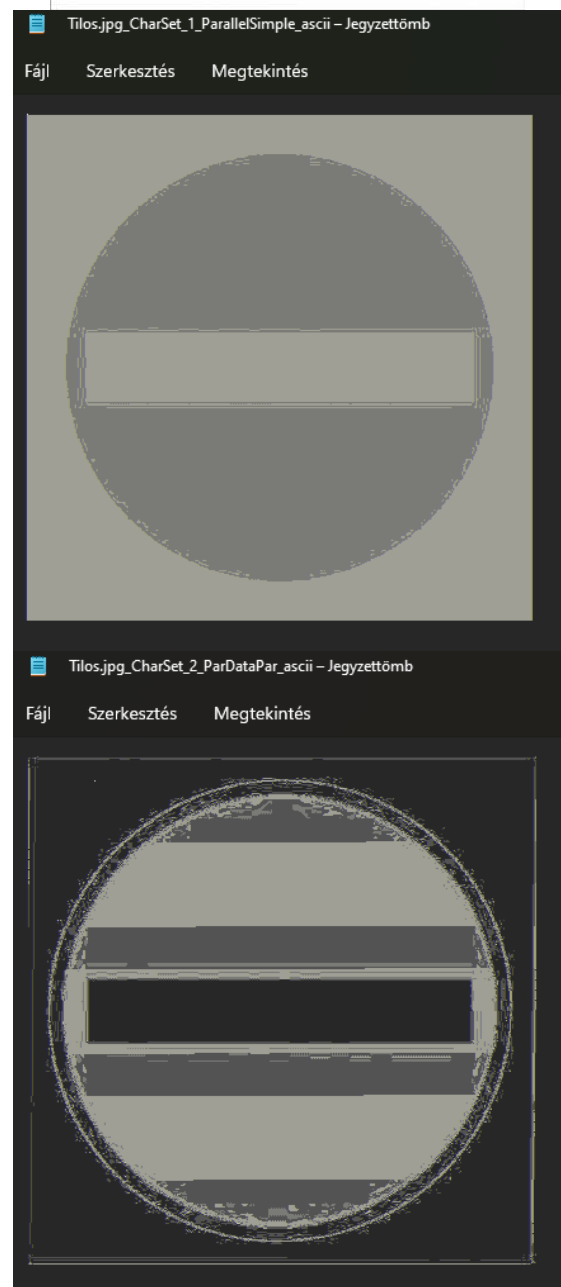 Tilos.jpg_CharSet_1_ParallelSimple_ascii – Jegyzettömb
Fájl Szerkesztés Megtekintés
Tilos.jpg_CharSet_2_ParDataPar_ascii – Jegyzettömb
Fájl Szerkesztés Megtekintés